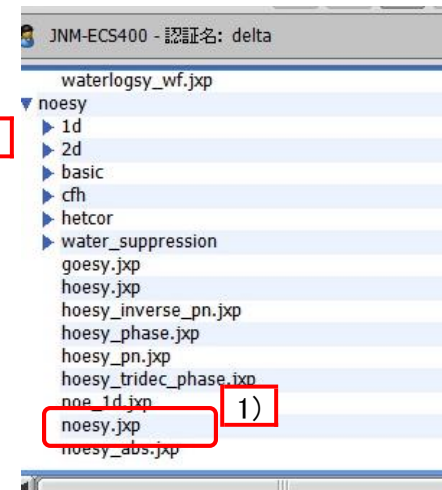 JNM-ECS400 - 認証名: delta
waterlogsy_wf.jxp
noesy
1d
2d
basic
cfh
hetcor
water_suppression
goesy.jxp
hoesy.jxp
hoesy_inverse_pn.jxp
hoesy_phase.jxp
hoesy_pn.jxp
hoesy_tridec_phase.jxp
noe_1d.jxp
1)
noesy.jxp
noesy_abs.jxp